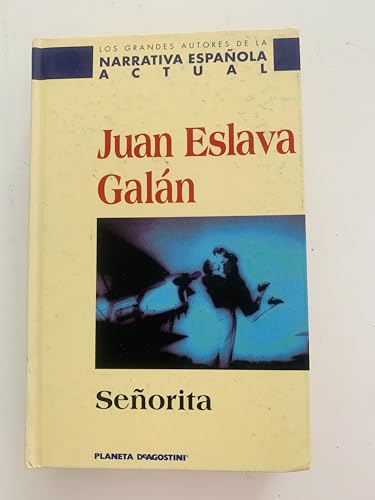 LOS GRANDES AUTORES DE LA
NARRATIVA ESPAÑOLA
ACTUAL
Juan Eslava
Galán
Señorita
PLANETA DEAGOSTINI